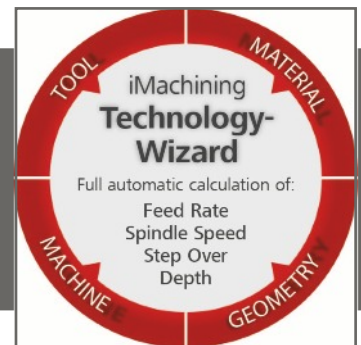 TOOL
MATERIAL
iMachining
Technology-
Wizard
Full automatic calculation of:
Feed Rate
Spindle Speed
Step Over
Depth
MACHINE
GEOMETRY